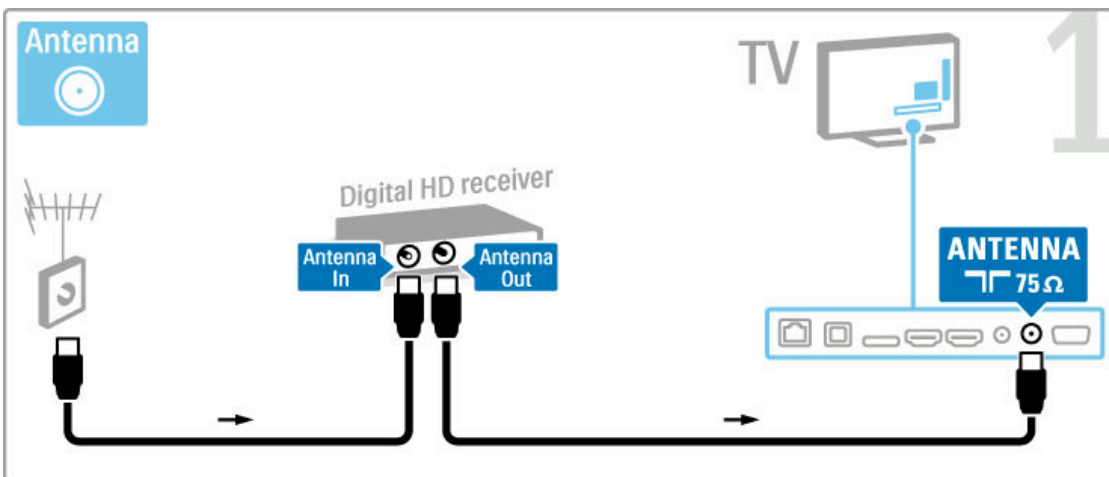 Antenna
TV
1
Digital HD receiver
Antenna
In
Antenna
Out
ANTENNA
75 Ω